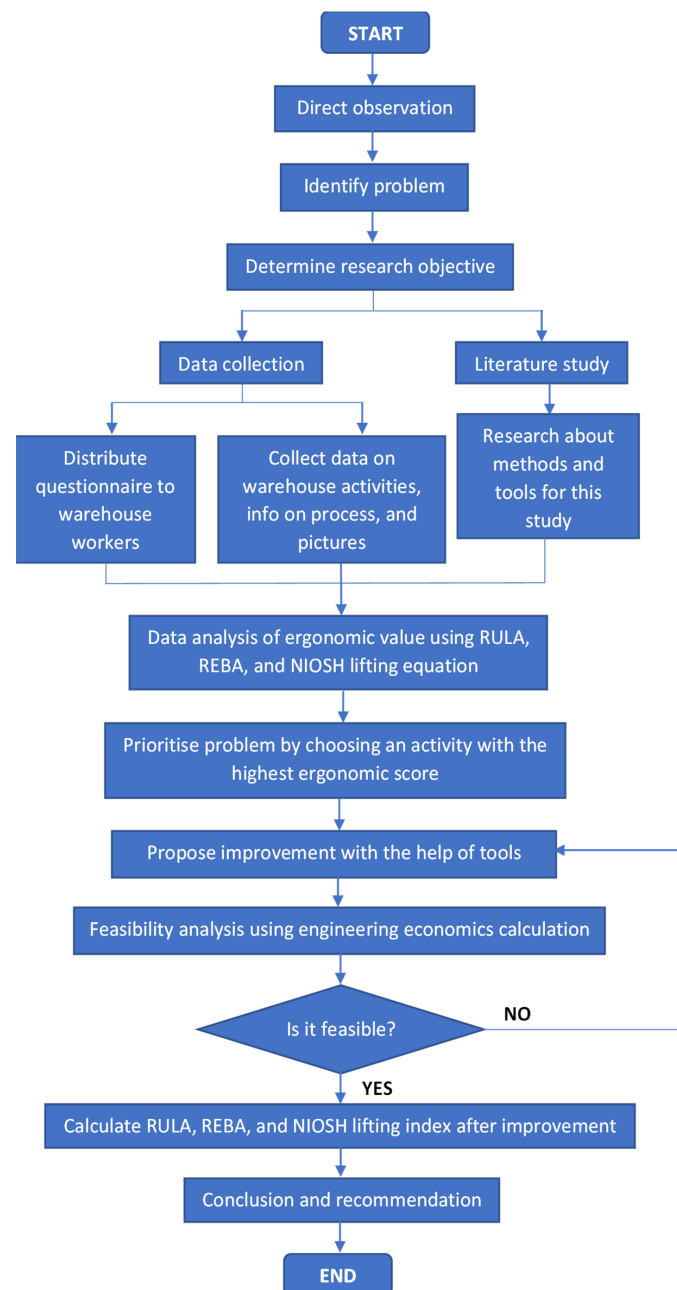 START
Direct observation
Identify problem
Determine research objective
Data collection
Literature study
Distribute
questionnaire to
warehouse
workers
Collect data on
warehouse activities,
info on process, and
pictures
Research about
methods and
tools for this
study
Data analysis of ergonomic value using RULA,
REBA, and NIOSH lifting equation
Prioritise problem by choosing an activity with the
highest ergonomic score
Propose improvement with the help of tools
Feasibility analysis using engineering economics calculation
Is it feasible?
NO
YES
Calculate RULA, REBA, and NIOSH lifting index after improvement
Conclusion and recommendation
END